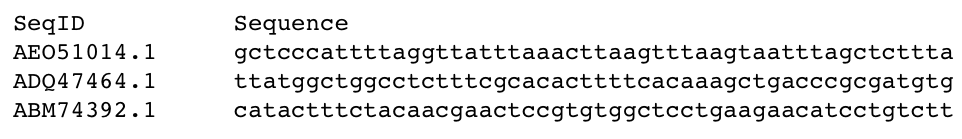 SeqID Sequence
AEO51014.1 gctcccattttaggttatttaaacttaagtttaagtaatttagctcttta
ADQ47464.1 ttatggctggcctctttcgcacacttttcacaaagctgacccgcgatgtg
ABM74392.1 catactttctacaacgaactccgtgtggctcctgaagaacatcctgtctt